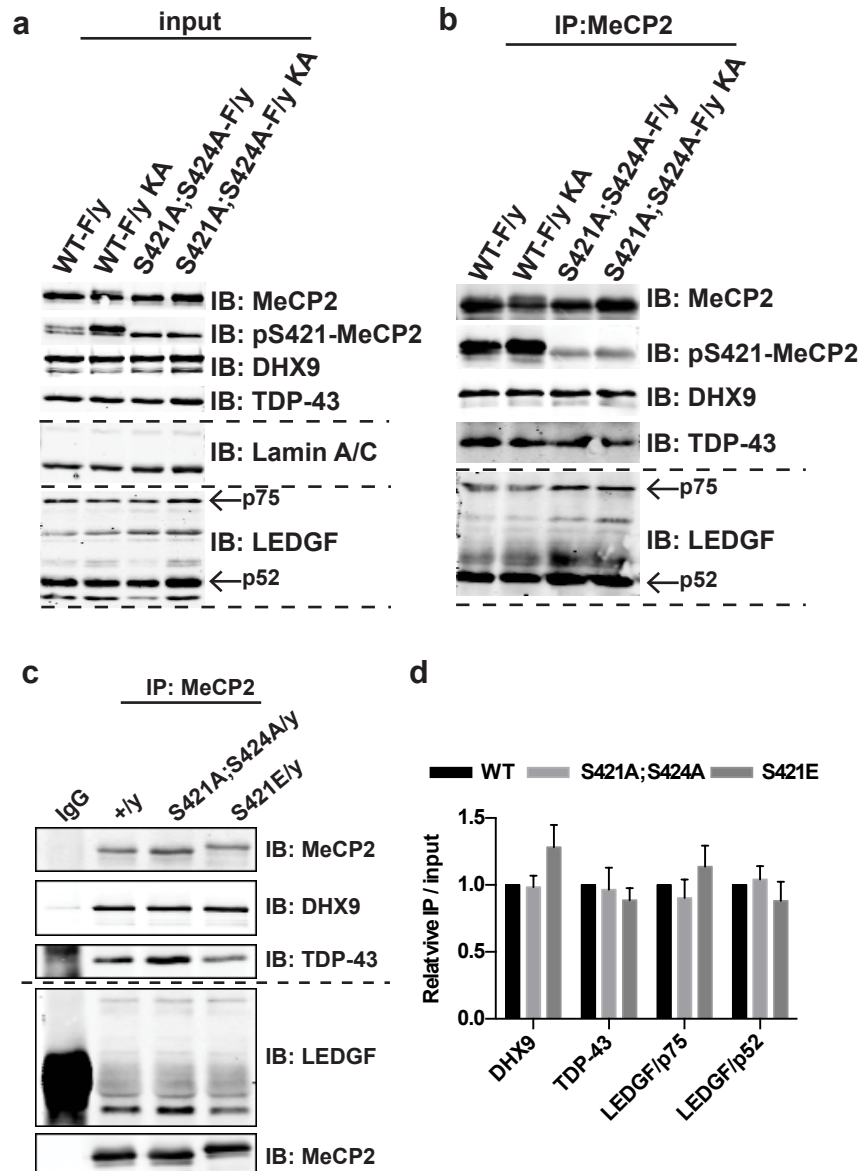 a
input
WT-F/y
WT-F/y KA
S421A;S424A-F/y
S421A;S424A-F/y KA
IB: MeCP2
IB: pS421-MeCP2
IB: DHX9
IB: TDP-43
IB: Lamin A/C
p75
IB: LEDGF
p52
b
IP:MeCP2
WT-F/y
WT-F/y KA
S421A;S424A-F/y
S421A;S424A-F/y KA
IB: MeCP2
IB: pS421-MeCP2
IB: DHX9
IB: TDP-43
p75
IB: LEDGF
p52
c
IP: MeCP2
IgG
+/y
S421A;S424A/y
S421E/y
IB: MeCP2
IB: DHX9
IB: TDP-43
IB: LEDGF
IB: MeCP2
d
WT S421A;S424A S421E
Relatvive IP / input
1.5
1.0
0.5
0.0
DHX9
TDP-43
LEDGF/p75
LEDGF/p52